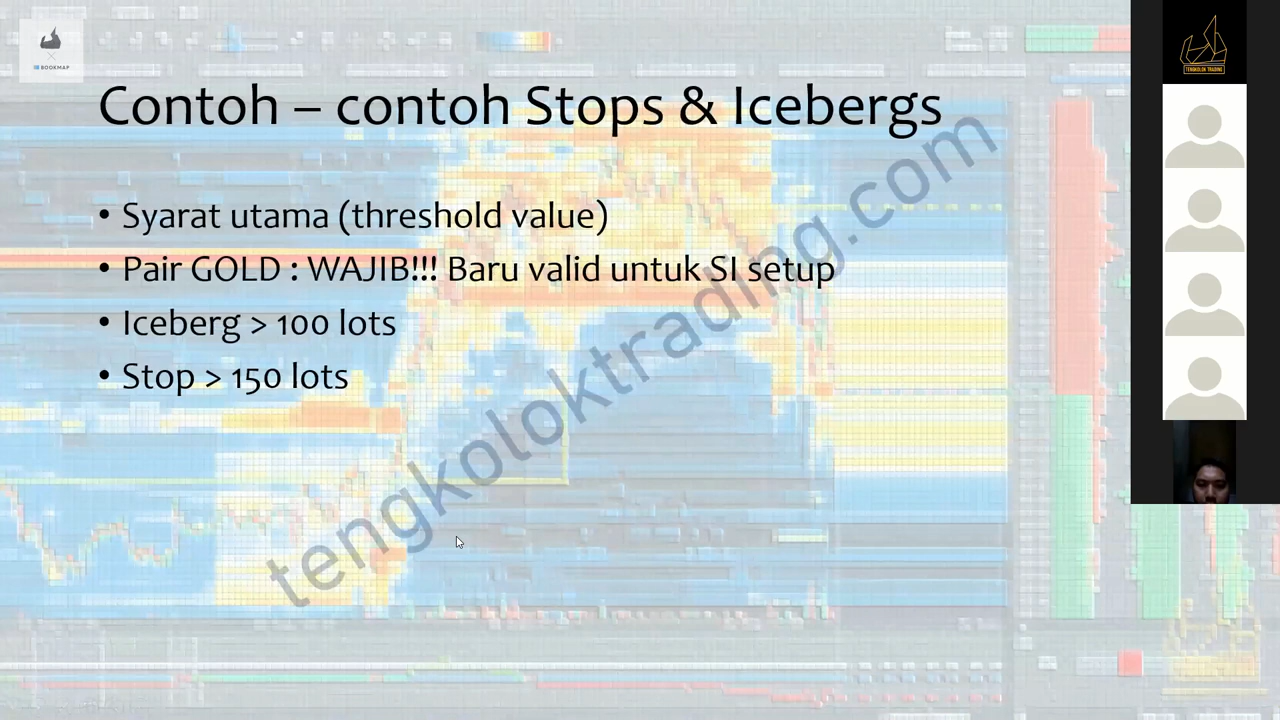 BOOKMAP
TENGKOLOK TRADING
Contoh – contoh Stops & Icebergs
• Syarat utama (threshold value)
• Pair GOLD : WAJIB!!! Baru valid untuk SI setup
• Iceberg > 100 lots
• Stop > 150 lots
tengkoloktrading.com